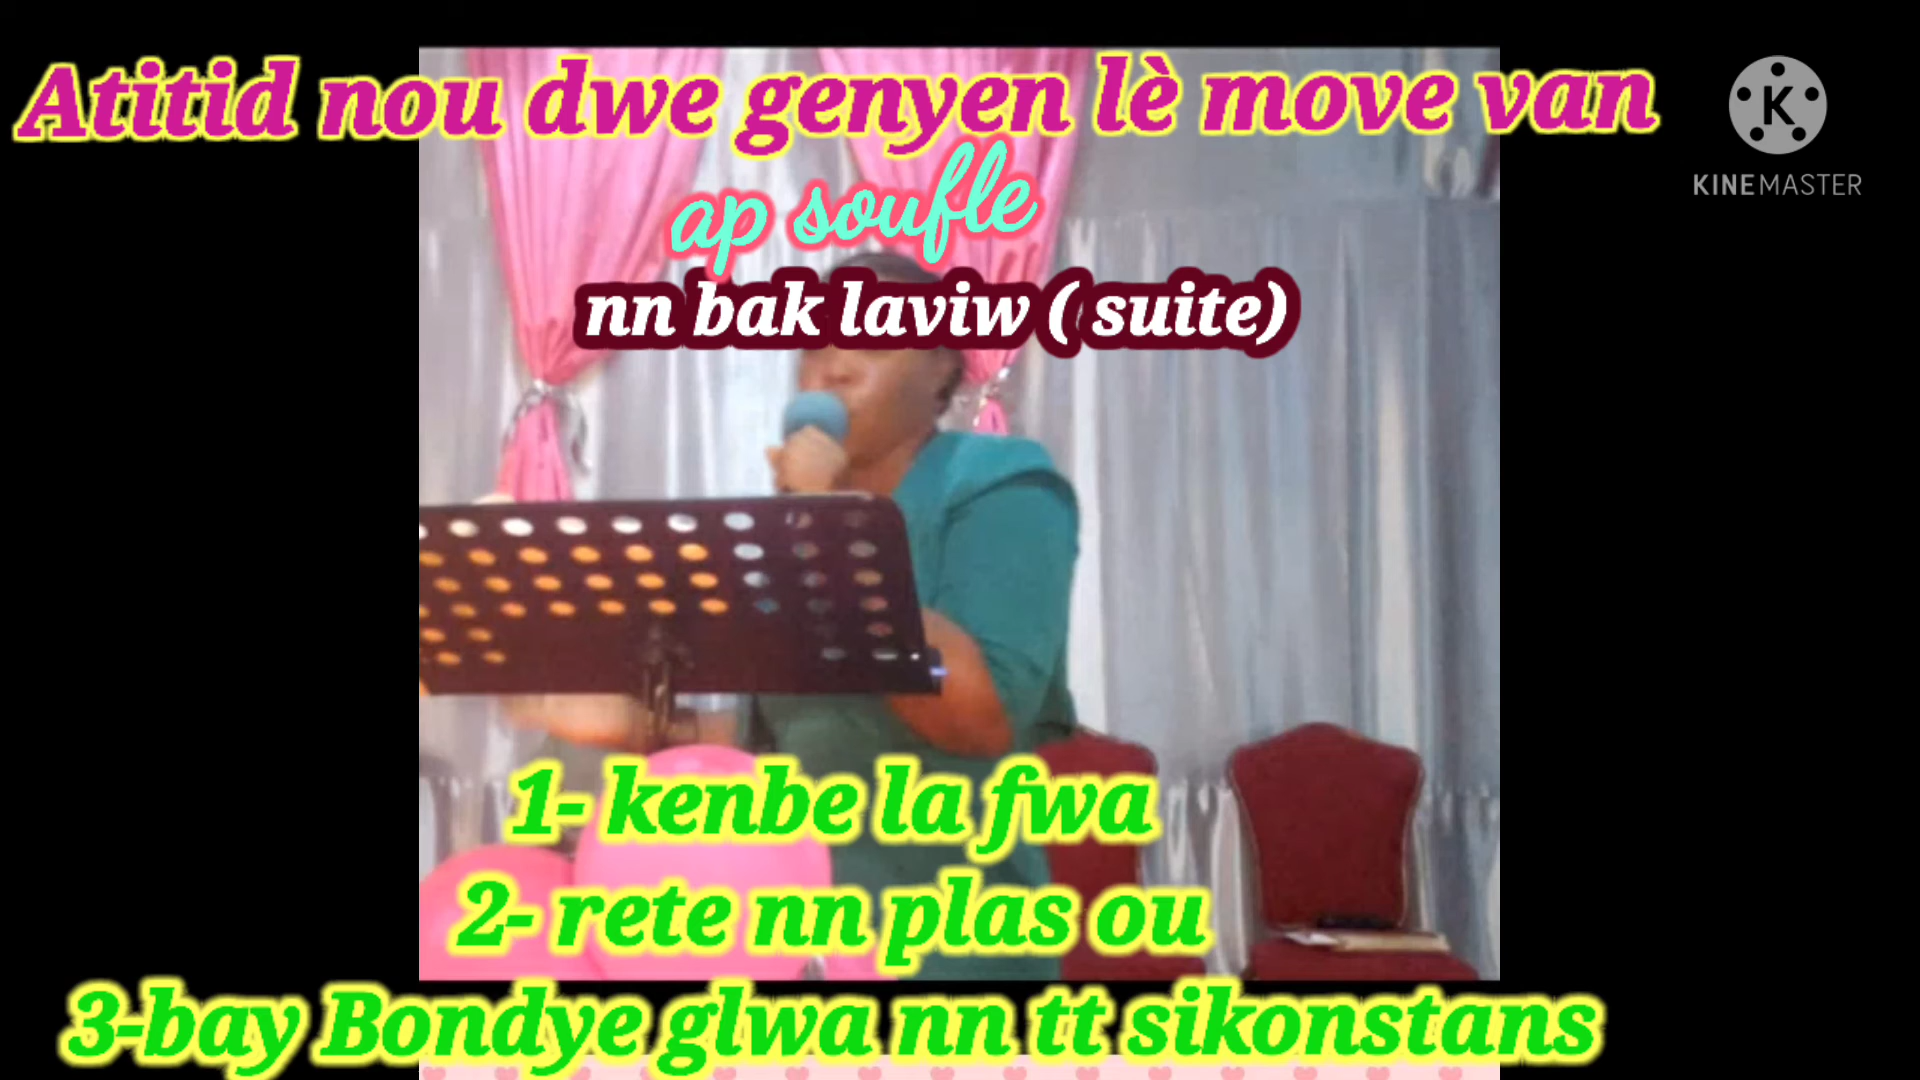 Atitid nou dwe genyen lè move van
ap soufle
nn bak laviw ( suite)
K
KINEMASTER
1- kenbe la fwa
2- rete nn plas ou
3-bay Bondye glwa nn tt sikonstans